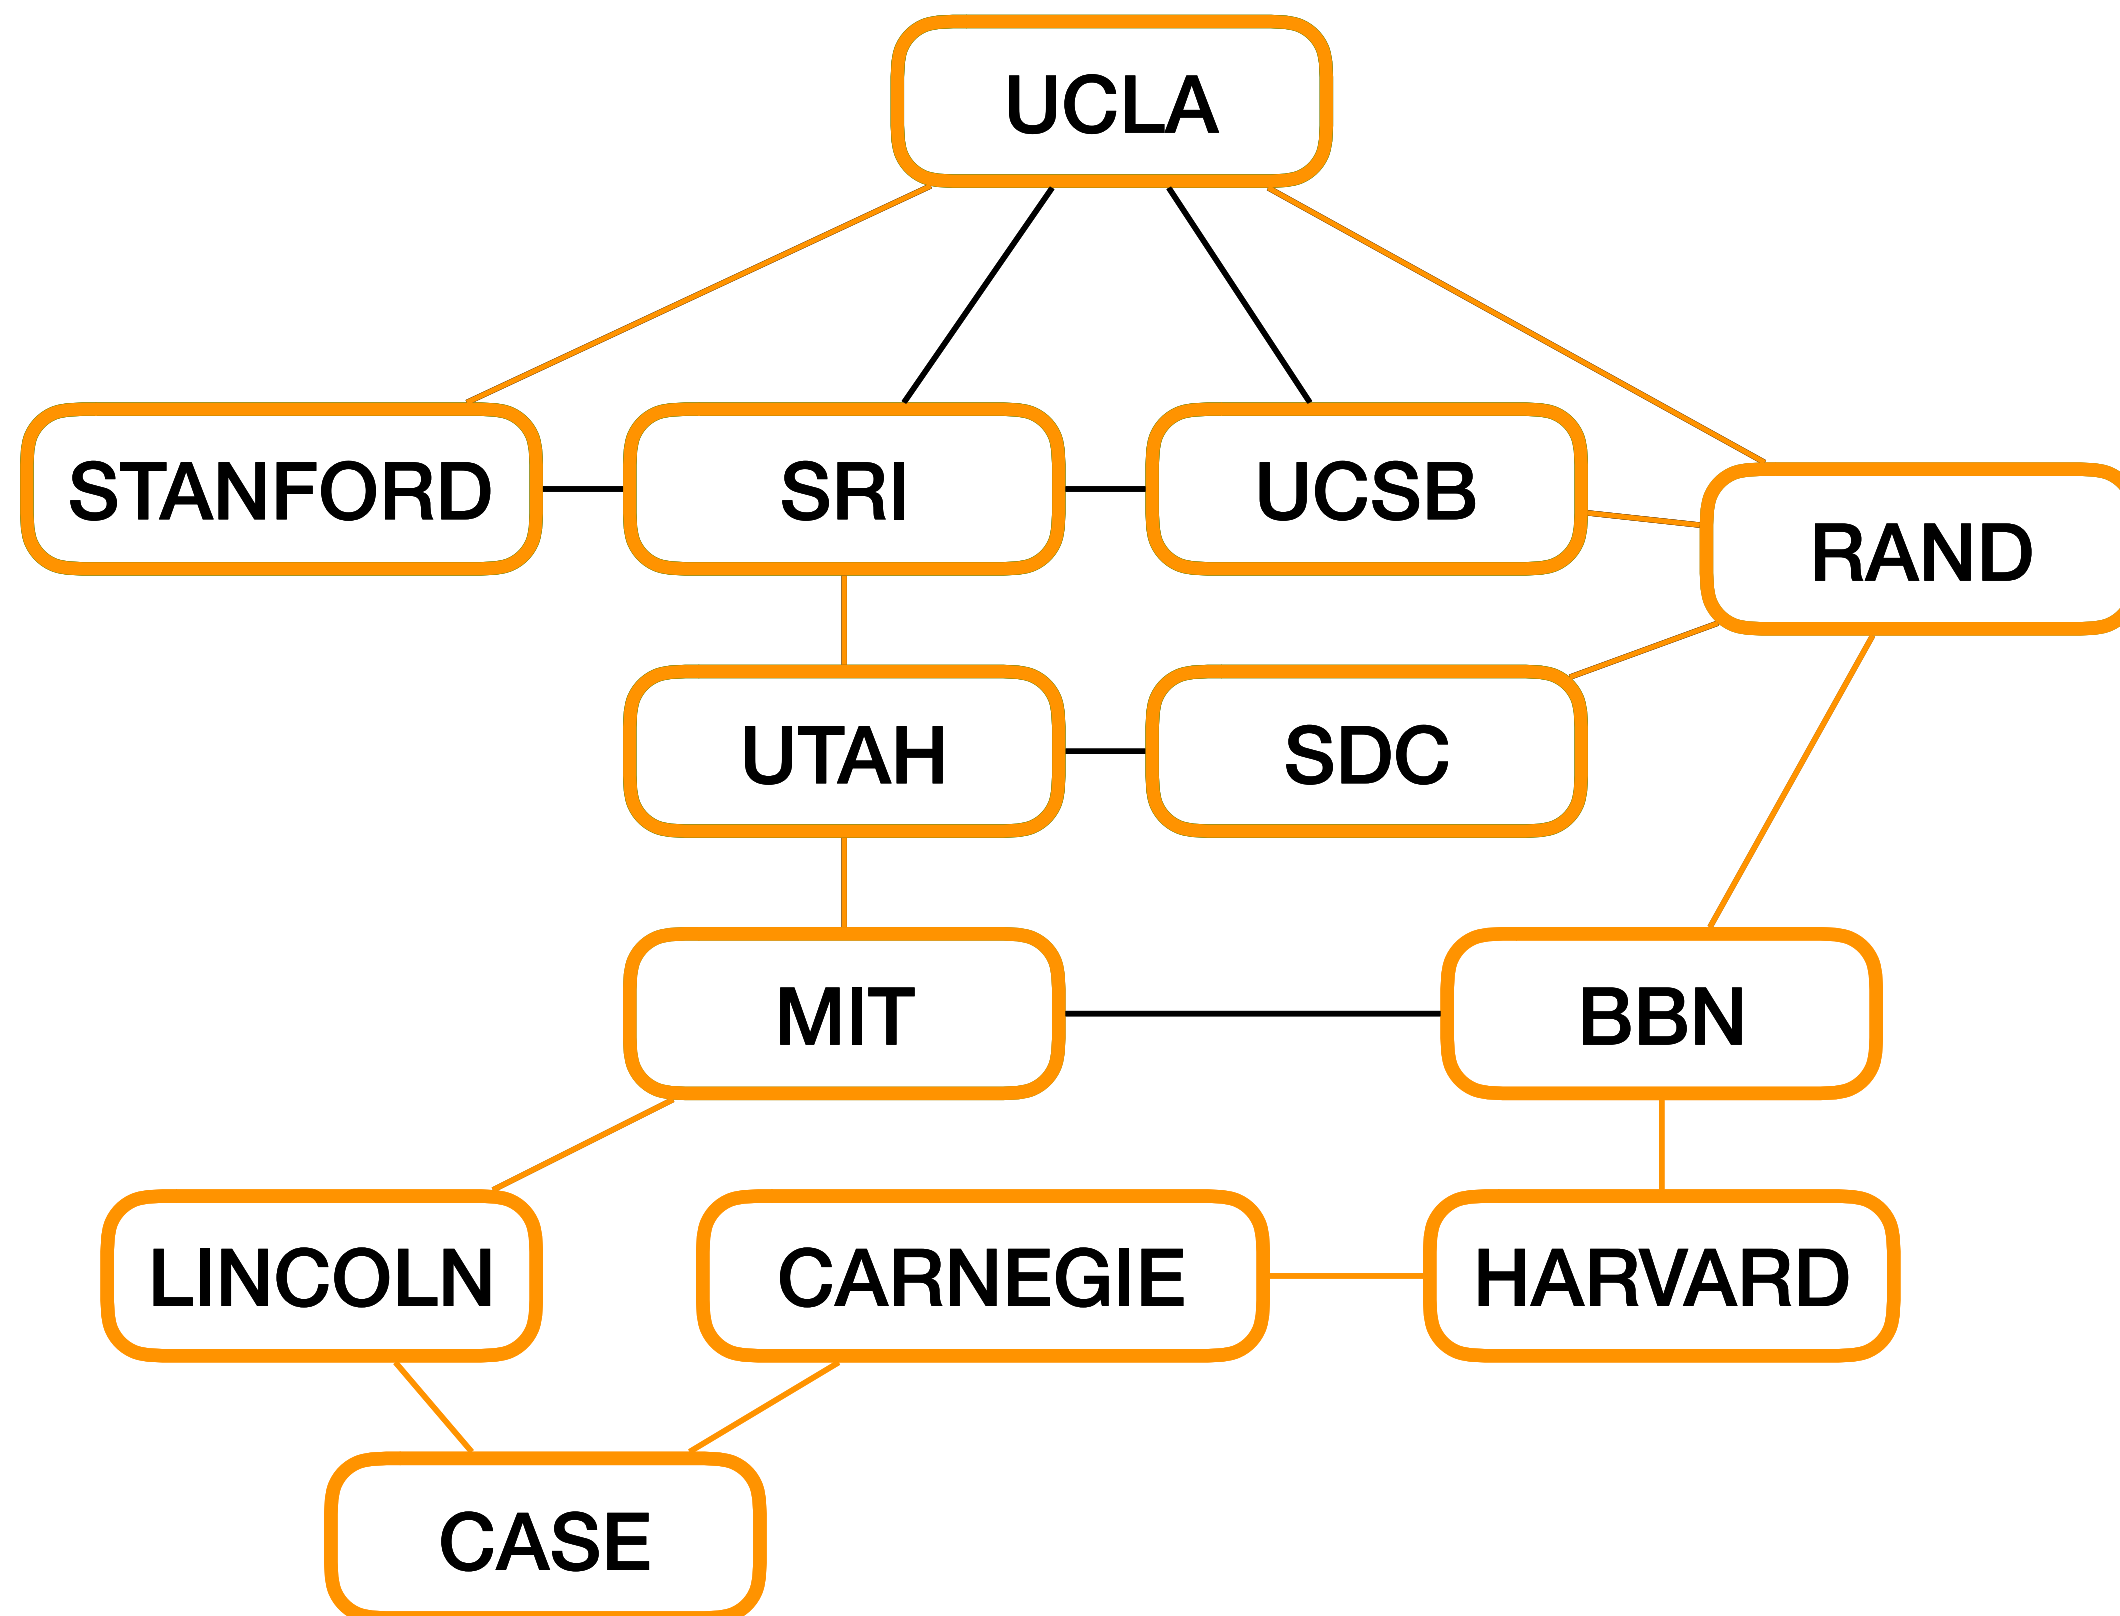 UCLA
STANFORD
SRI
UCSB
RAND
UTAH
SDC
MIT
BBN
LINCOLN
CARNEGIE
HARVARD
CASE